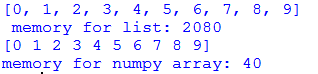 [0, 1, 2, 3, 4, 5, 6, 7, 8, 9]
memory for list: 2080
[0 1 2 3 4 5 6 7 8 9]
memory for numpy array: 40